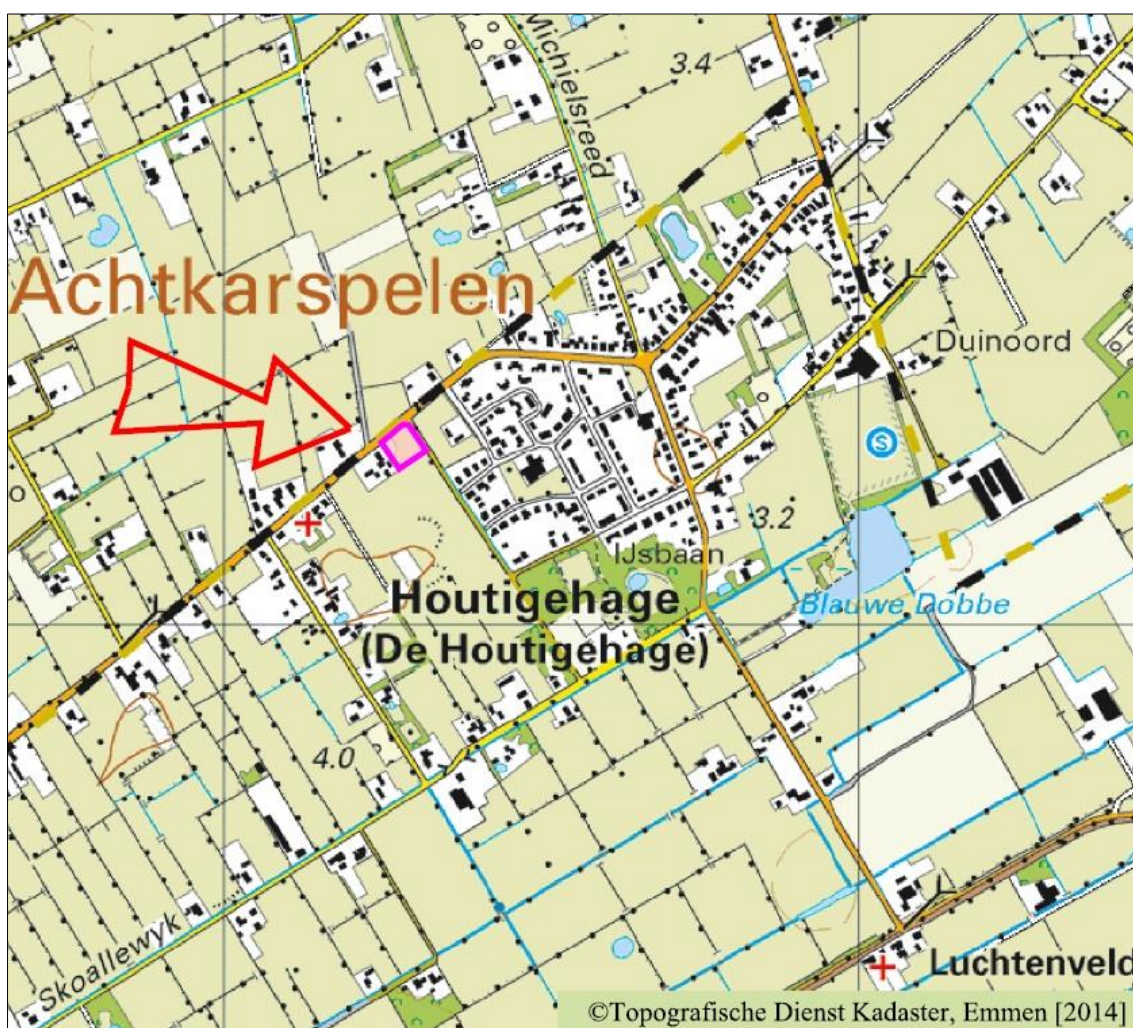 Michielsreed
3.4
Achtkarspelen
Duinoord
S
3.2
IJsbaan
Houtigehage
(De Houtigehage)
Blauwe Dobbe
4.0
Skoallewyk
Luchtenveld
©Topografische Dienst Kadaster, Emmen [2014]